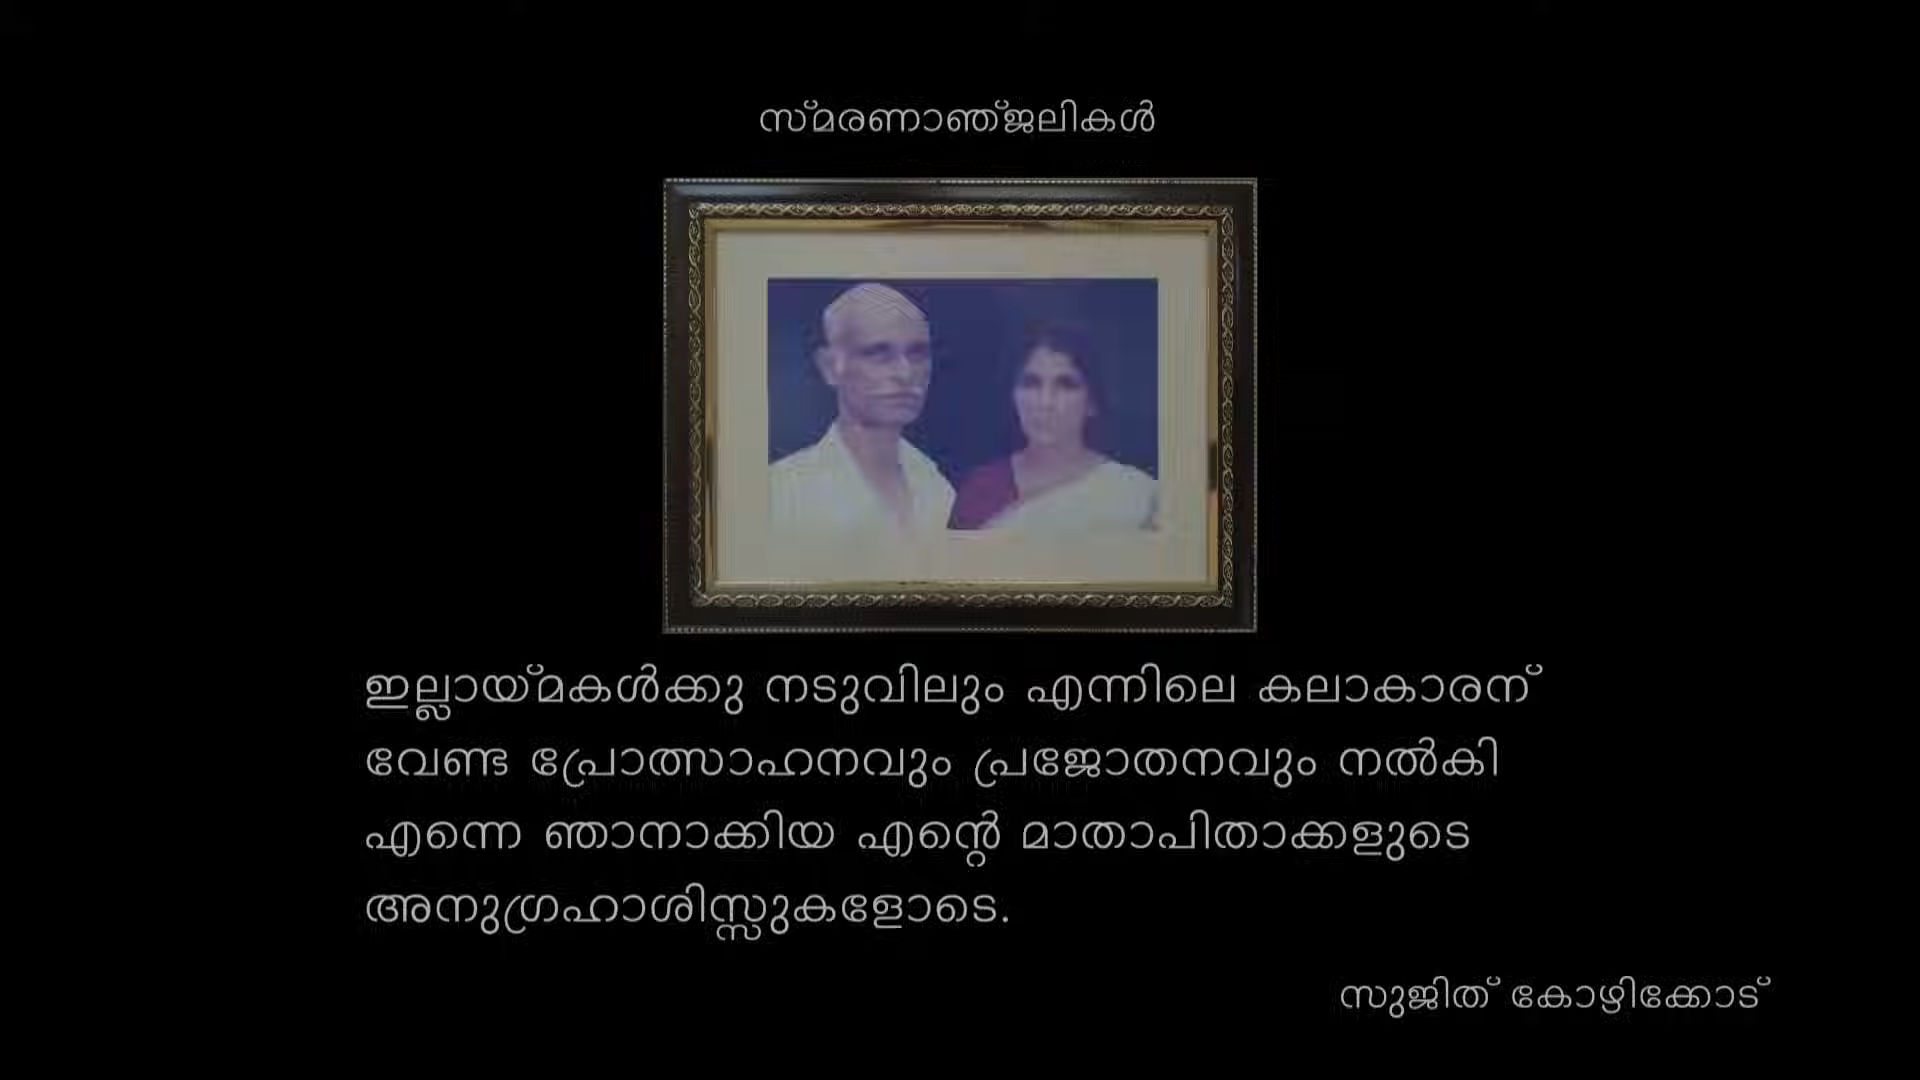 സ്മരണാഞ്ജലികൾ
ഇല്ലായ്മകൾക്കു നടുവിലും എന്നിലെ കലാകാരന്
വേണ്ട പ്രോത്സാഹനവും പ്രജോതനവും നൽകി
എന്നെ ഞാനാക്കിയ എന്റെ മാതാപിതാക്കളുടെ
അനുഗ്രഹാശിസ്സുകളോടെ.
സുജിത് കോഴിക്കോട്